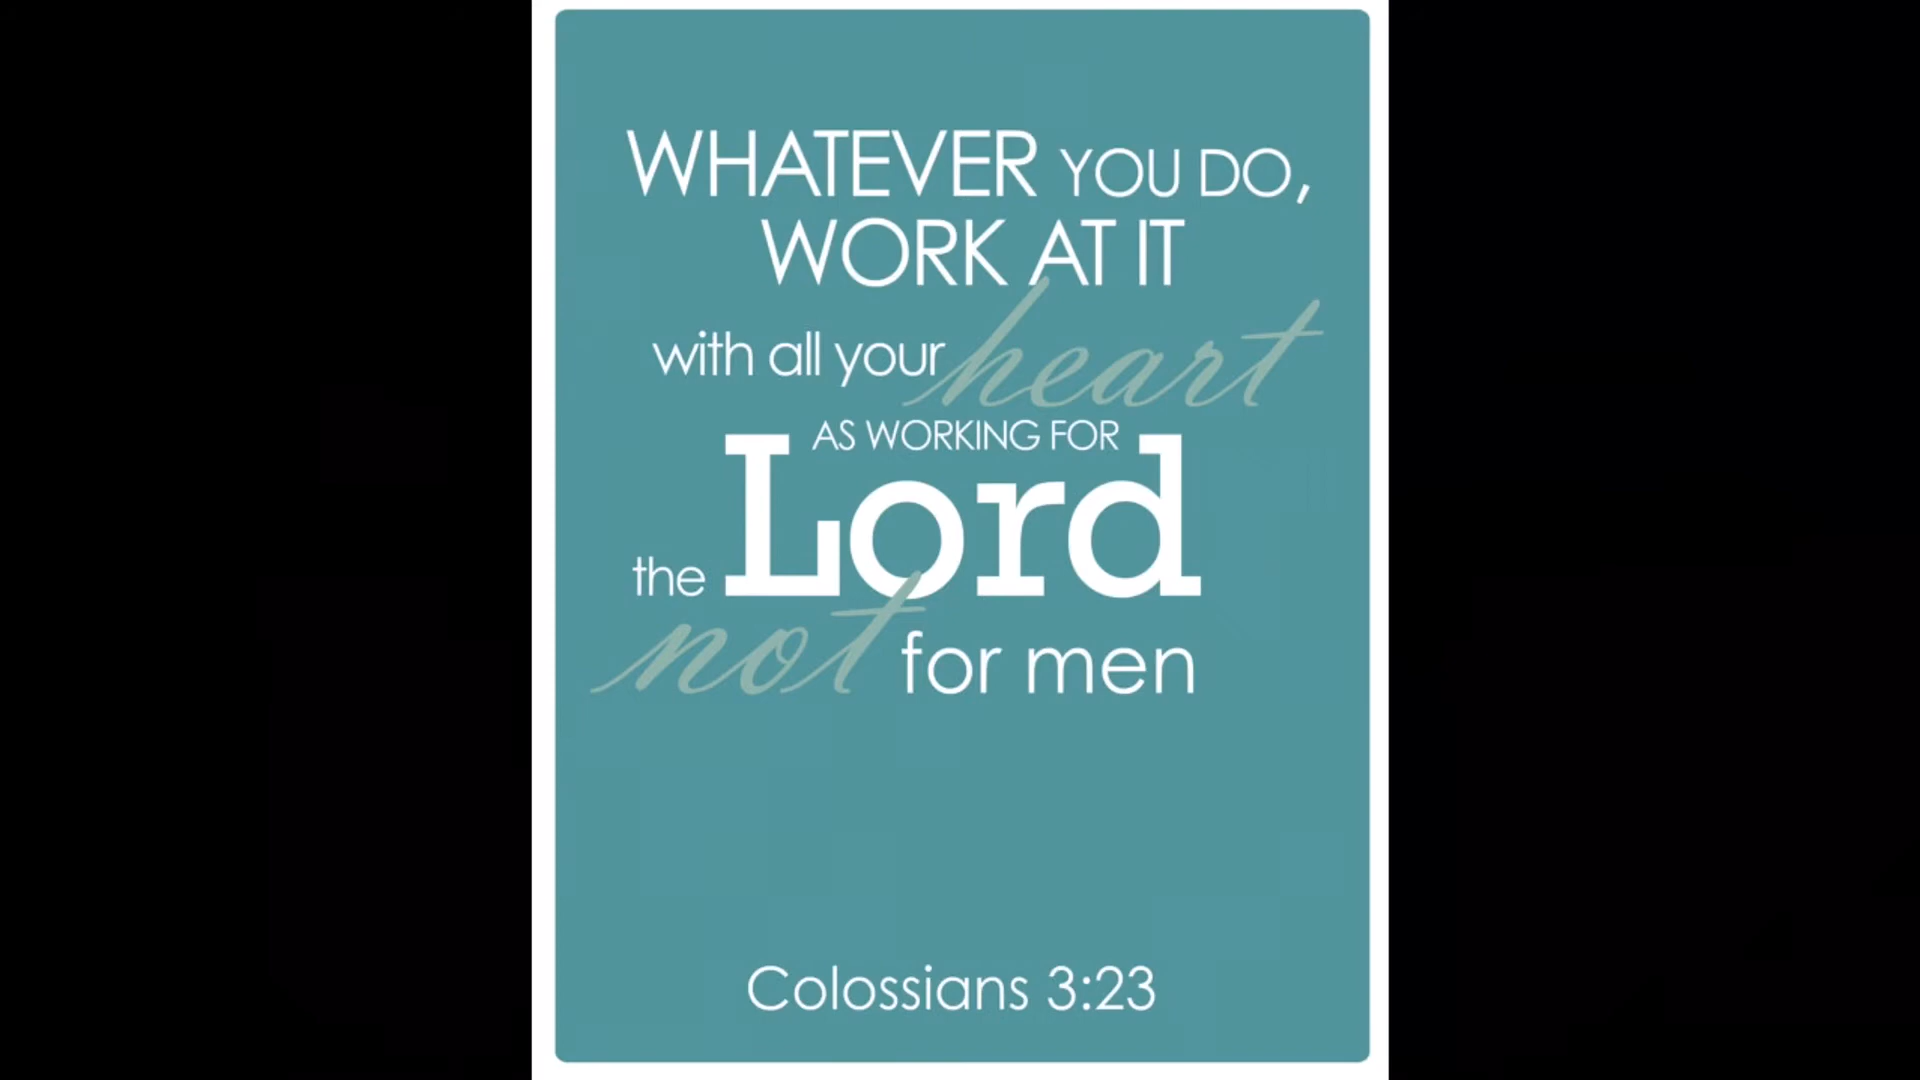 WHATEVER YOU DO,
WORK AT IT
with all your heart
AS WORKING FOR
the Lord
not for men
Colossians 3:23